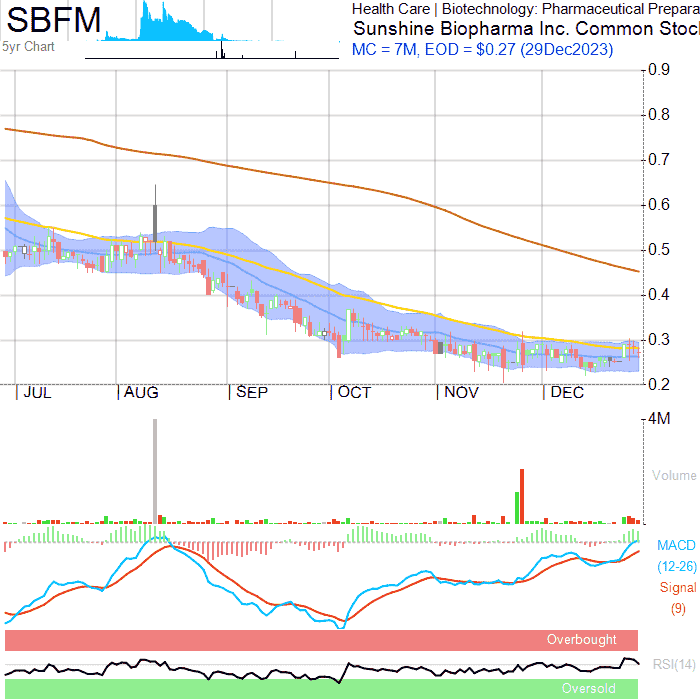 SBFM
5yr Chart
Health Care | Biotechnology: Pharmaceutical Prepara
Sunshine Biopharma Inc. Common Stoc
MC = 7M, EOD = $0.27 (29Dec2023)
0.9
0.8
0.7
0.6
0.5
0.4
0.3
0.2
JUL AUG SEP OCT NOV DEC
4M
Volume
MACD
(12-26)
Signal
(9)
Overbought
RSI(14)
Oversold